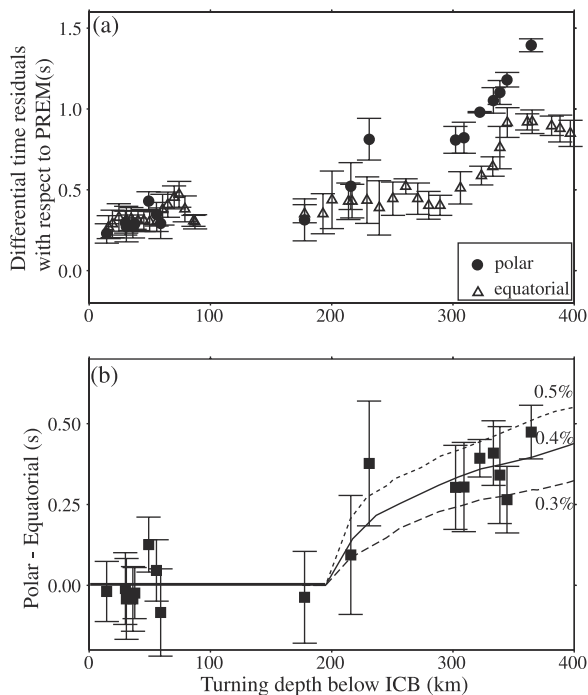 (a)
1.5
1.0
0.5
0.0
Differential time residuals
with respect to PREM(s)
polar
equatorial
0 100 200 300 400
(b)
0.5%
0.4%
0.3%
0.50
0.25
0.00
Polar - Equatorial (s)
0 100 200 300 400
Turning depth below ICB (km)